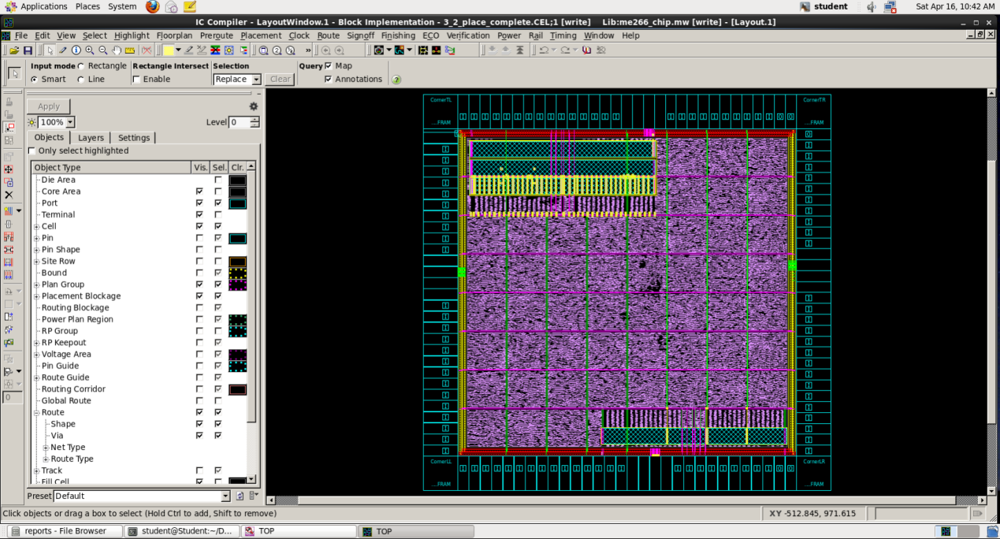 Applications Places System student Sat Apr 16, 10:42 AM
IC Compiler - LayoutWindow.1 - Block Implementation - 3_2_place_complete.CEL;1 [write] Lib:me266_chip.mw [write] - [Layout.1]
File Edit View Select Highlight Floorplan Preroute Placement Clock Route Signoff Finishing ECO Verification Power Rail Timing Window Help
Input mode Rectangle Rectangle Intersect Selection Query Map
Smart Line Enable Replace Clear Annotations
Apply
100% Level 0
Objects Layers Settings
Only select highlighted
Object Type Vis. Sel. Clr.
Die Area
Core Area
Port
Terminal
Cell
Pin
Pin Shape
Site Row
Bound
Plan Group
Placement Blockage
Routing Blockage
Power Plan Region
RP Group
RP Keepout
Voltage Area
Pin Guide
Route Guide
Routing Corridor
Global Route
Route
Shape
Via
Net Type
Route Type
Track
Fill Cell
Preset Default
0
CornerTL CornerTR
...FRAM ...FRAM
CornerLL CornerLR
...FRAM ...FRAM
Click objects or drag a box to select (Hold Ctrl to add, Shift to remove) XY -512.845, 971.615
reports - File Browser student@Student:~/D... TOP TOP